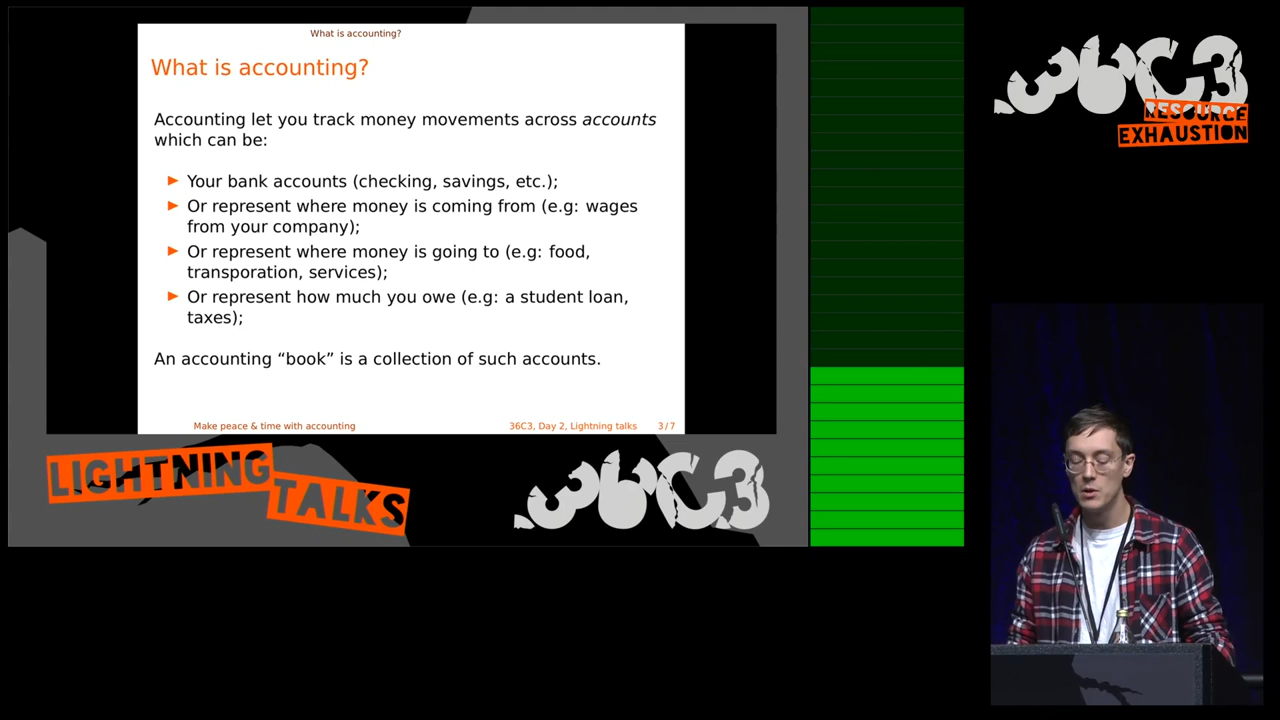 What is accounting?
What is accounting?
Accounting let you track money movements across accounts
which can be:
Your bank accounts (checking, savings, etc.);
Or represent where money is coming from (e.g: wages
from your company);
Or represent where money is going to (e.g: food,
transporation, services);
Or represent how much you owe (e.g: a student loan,
taxes);
An accounting “book” is a collection of such accounts.
Make peace & time with accounting
36C3, Day 2, Lightning talks 3/7
LIGHTNING
TALKS
36C3
36C3
RESOURCE
EXHAUSTION